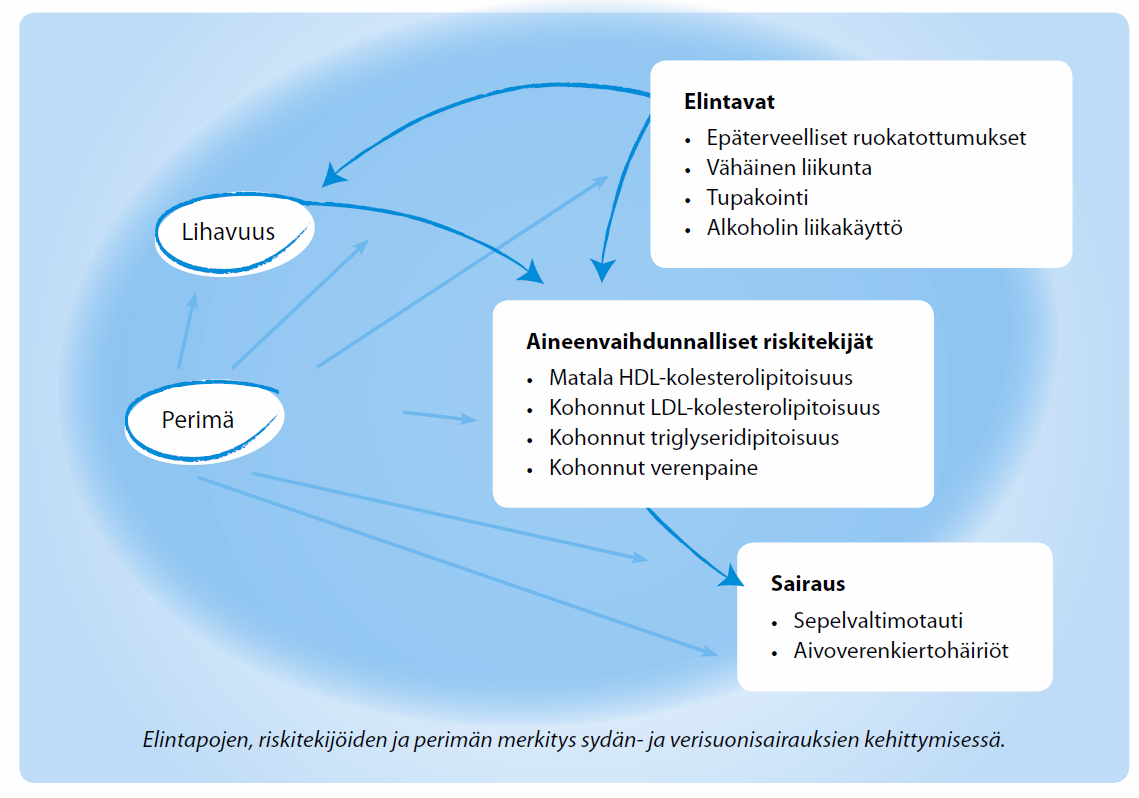 Elintavat
• Epäterveelliset ruokatottumukset
• Vähäinen liikunta
• Tupakointi
• Alkoholin liikakäyttö
Lihavuus
Aineenvaihdunnalliset riskitekijät
• Matala HDL-kolesterolipitoisuus
• Kohonnut LDL-kolesterolipitoisuus
• Kohonnut triglyseridipitoisuus
• Kohonnut verenpaine
Perimä
Sairaus
• Sepelvaltimotauti
• Aivoverenkiertohäiriöt
Elintapojen, riskitekijöiden ja perimän merkitys sydän- ja verisuonisairauksien kehittymisessä.